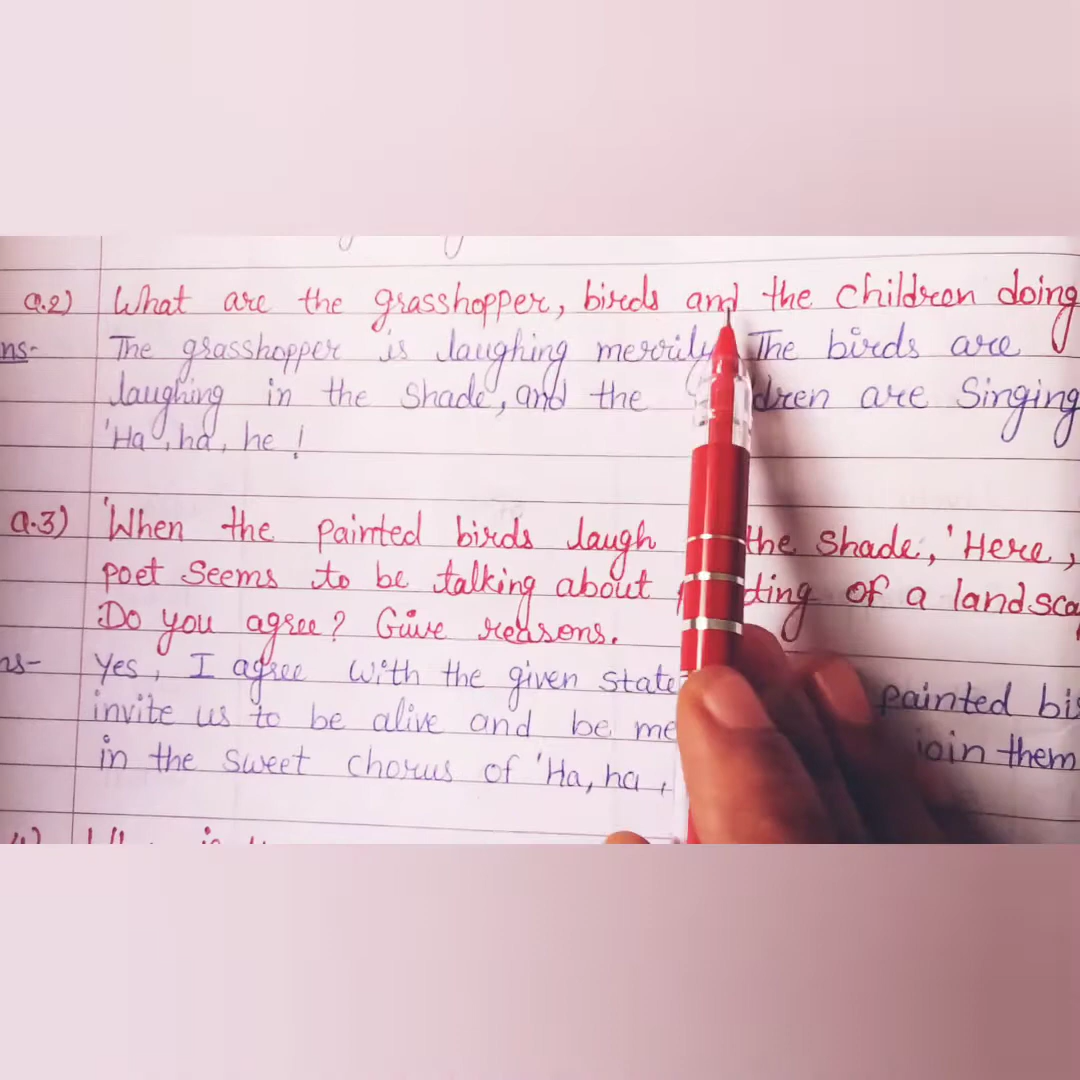 Q.2) What are the grasshopper, birds and the children doing
ns- The grasshopper is laughing merrily The birds are
laughing in the shade, and the dren are Singing
'Ha, ha, he!
Q.3) 'When the painted birds laugh the shade,' Here,
poet seems to be talking about ding of a landsca
Do you agree? Give reasons.
ns- Yes, I agree with the given state painted bi
invite us to be alive and be me join them
in the sweet chorus of 'Ha, ha,